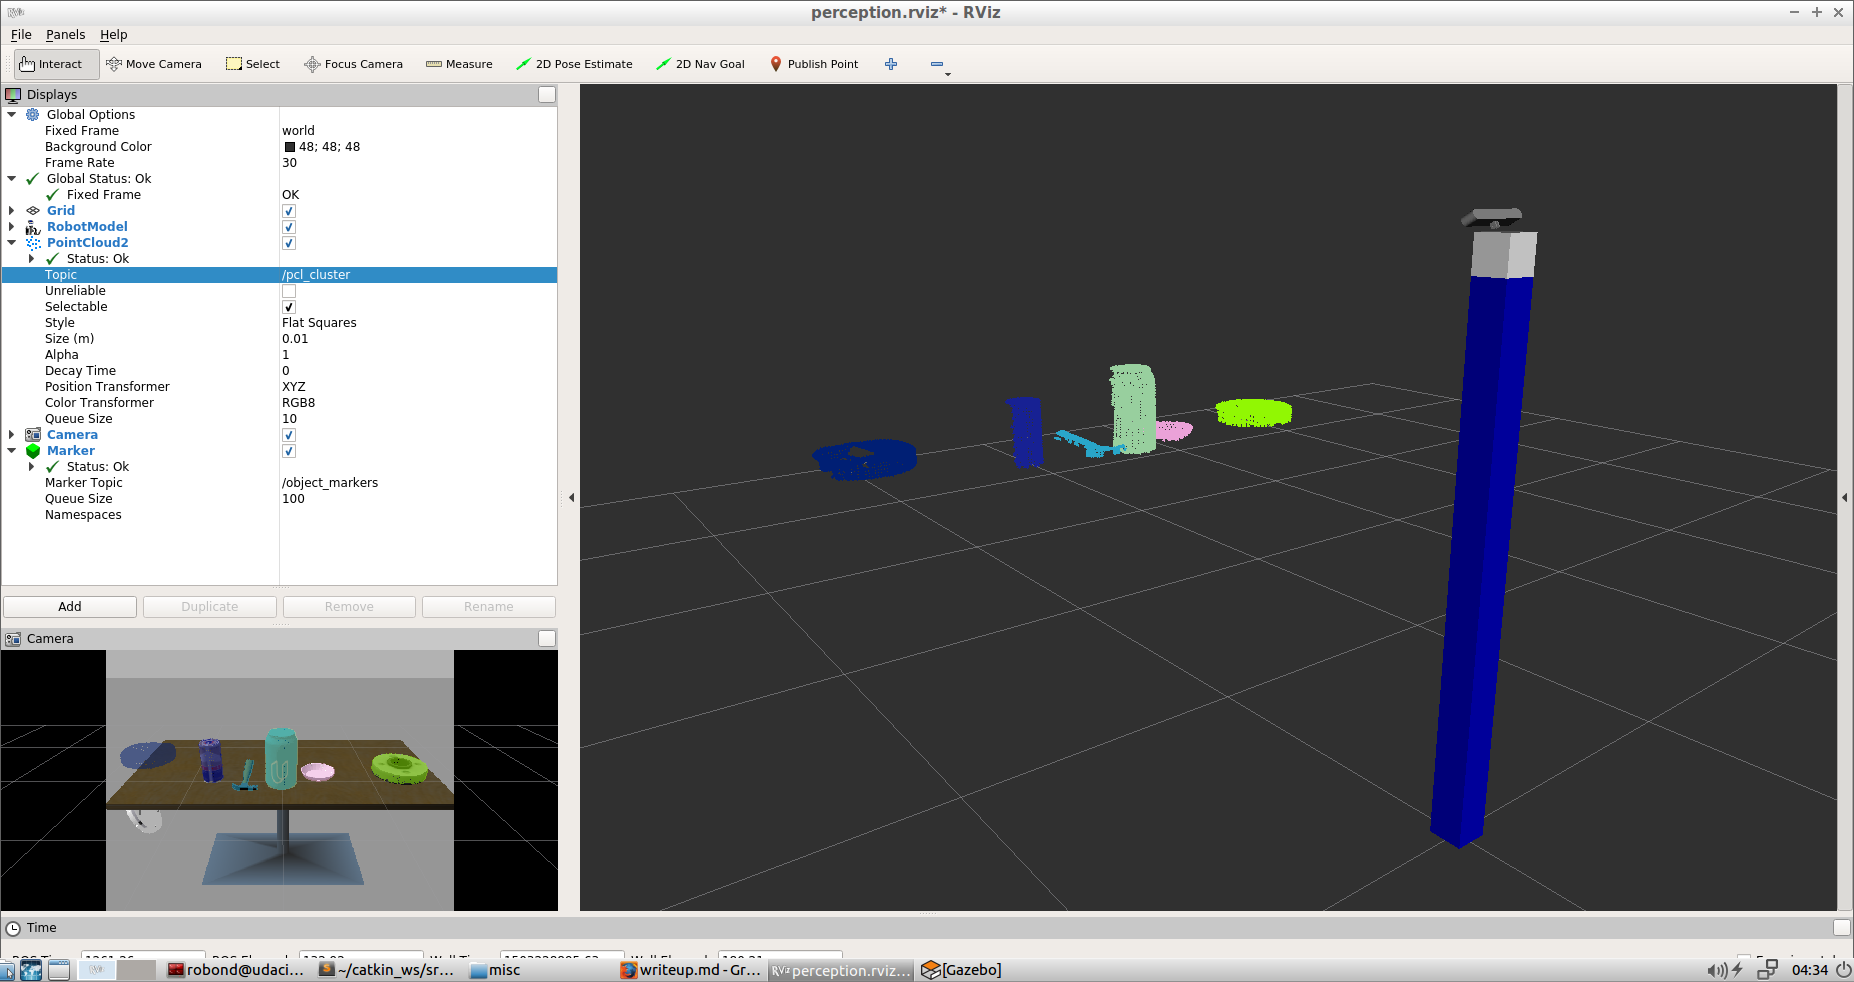 perception.rviz* - RViz
File Panels Help
Interact Move Camera Select Focus Camera Measure 2D Pose Estimate 2D Nav Goal Publish Point
Displays
Global Options
Fixed Frame world
Background Color 48; 48; 48
Frame Rate 30
Global Status: Ok
Fixed Frame OK
Grid
RobotModel
PointCloud2
Status: Ok
Topic /pcl_cluster
Unreliable
Selectable
Style Flat Squares
Size (m) 0.01
Alpha 1
Decay Time 0
Position Transformer XYZ
Color Transformer RGB8
Queue Size 10
Camera
Marker
Status: Ok
Marker Topic /object_markers
Queue Size 100
Namespaces
Add Duplicate Remove Rename
Camera
Time
robond@udaci... ~/catkin_ws/sr... misc writeup.md - Gr... RViz perception.rviz... [Gazebo] 04:34